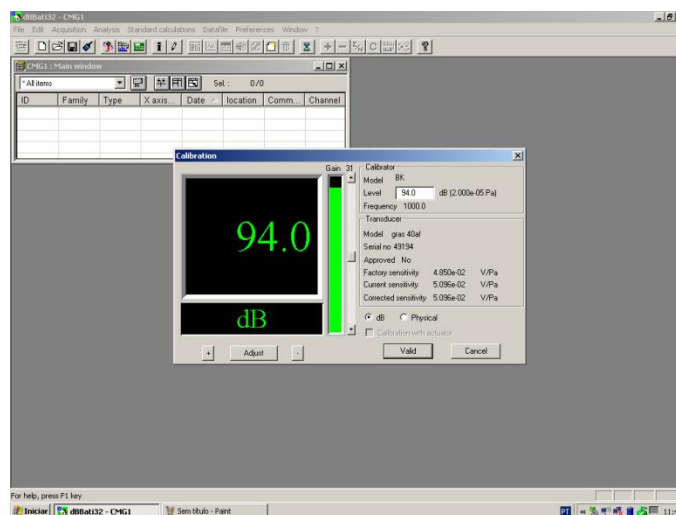 dBBati32 - CMG1
File Edit Acquisition Analysis Standard calculations Datafile Preferences Window ?
CMG1 : Main window
* All items
Sel.: 0/0
ID Family Type X axis... Date location Comm... Channel
Calibration
Gain 31
94.0
dB
+ Adjust -
Calibrator
Model BK
Level 94.0 dB (2.000e-05 Pa)
Frequency 1000.0
Transducer
Model gras 40af
Serial no 49194
Approved No
Factory sensitivity 4.850e-02 V/Pa
Current sensitivity 5.096e-02 V/Pa
Corrected sensitivity 5.096e-02 V/Pa
dB Physical
Calibration with actuator
Valid Cancel
For help, press F1 key
Iniciar dBBati32 - CMG1 Sem título - Paint PT «